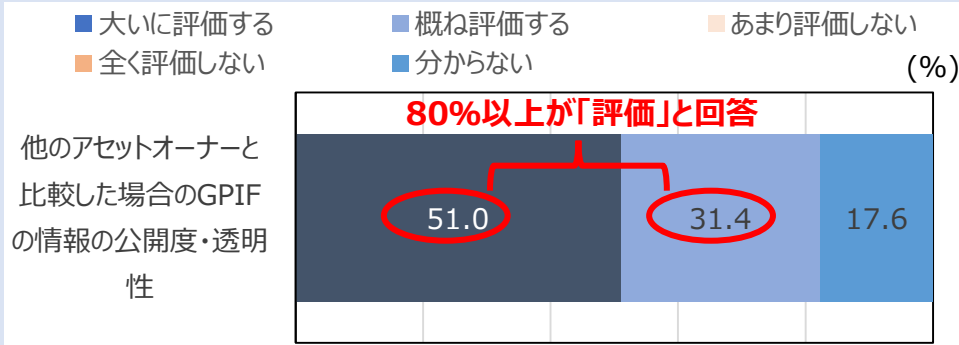 大いに評価する
概ね評価する
あまり評価しない
全く評価しない
分からない
(%)
80%以上が「評価」と回答
他のアセットオーナーと
比較した場合のGPIF
の情報の公開度・透明
性
51.0
31.4
17.6